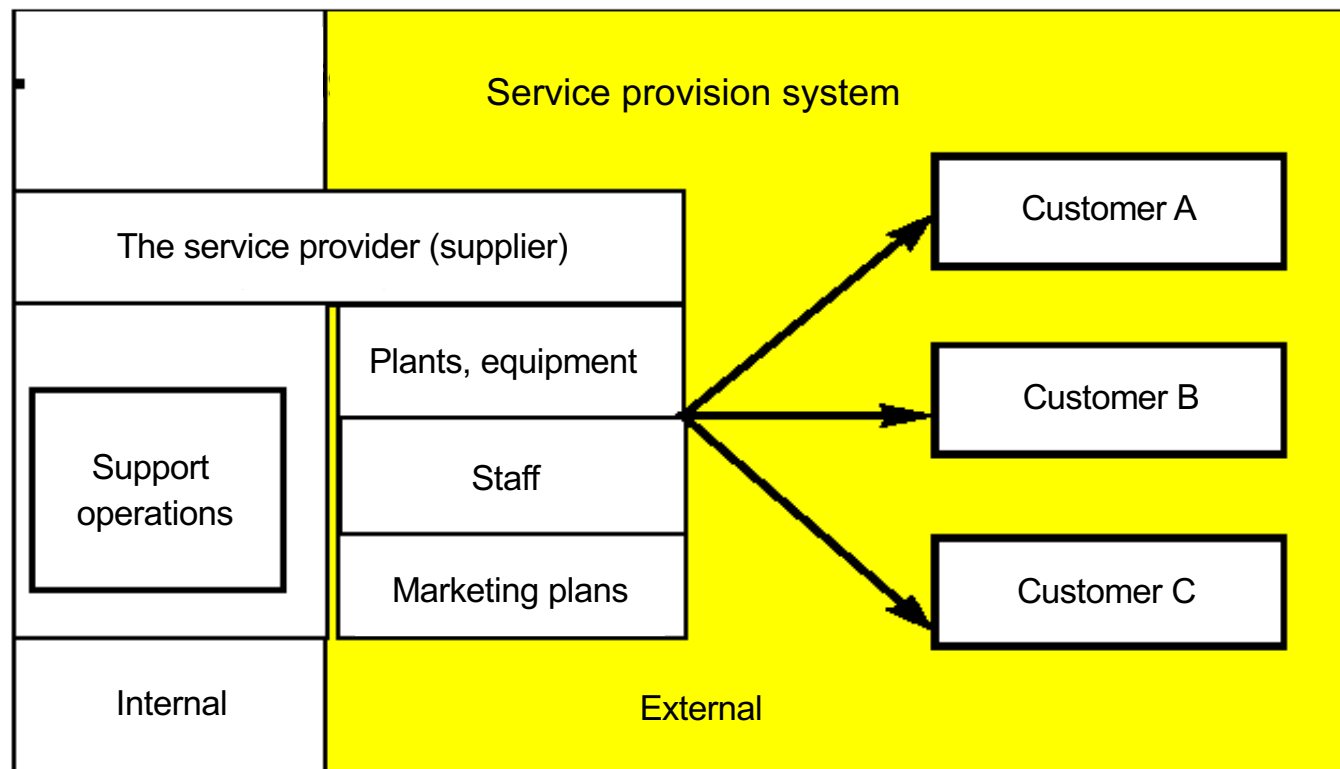 Service provision system
The service provider (supplier)
Plants, equipment
Staff
Marketing plans
Support
operations
Customer A
Customer B
Customer C
Internal
External